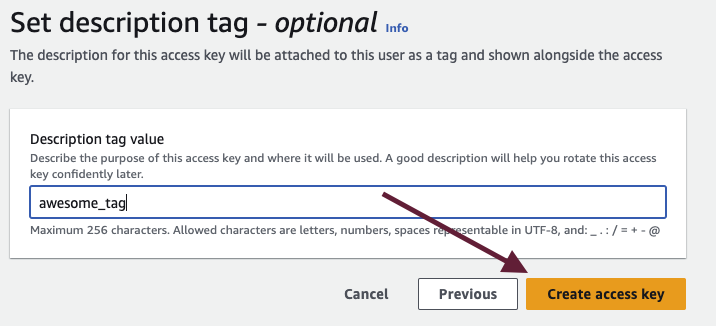 Set description tag - optional Info
The description for this access key will be attached to this user as a tag and shown alongside the access
key.
Description tag value
Describe the purpose of this access key and where it will be used. A good description will help you rotate this access
key confidently later.
awesome_tag
Maximum 256 characters. Allowed characters are letters, numbers, spaces representable in UTF-8, and: _ . : / = + - @
Cancel Previous Create access key